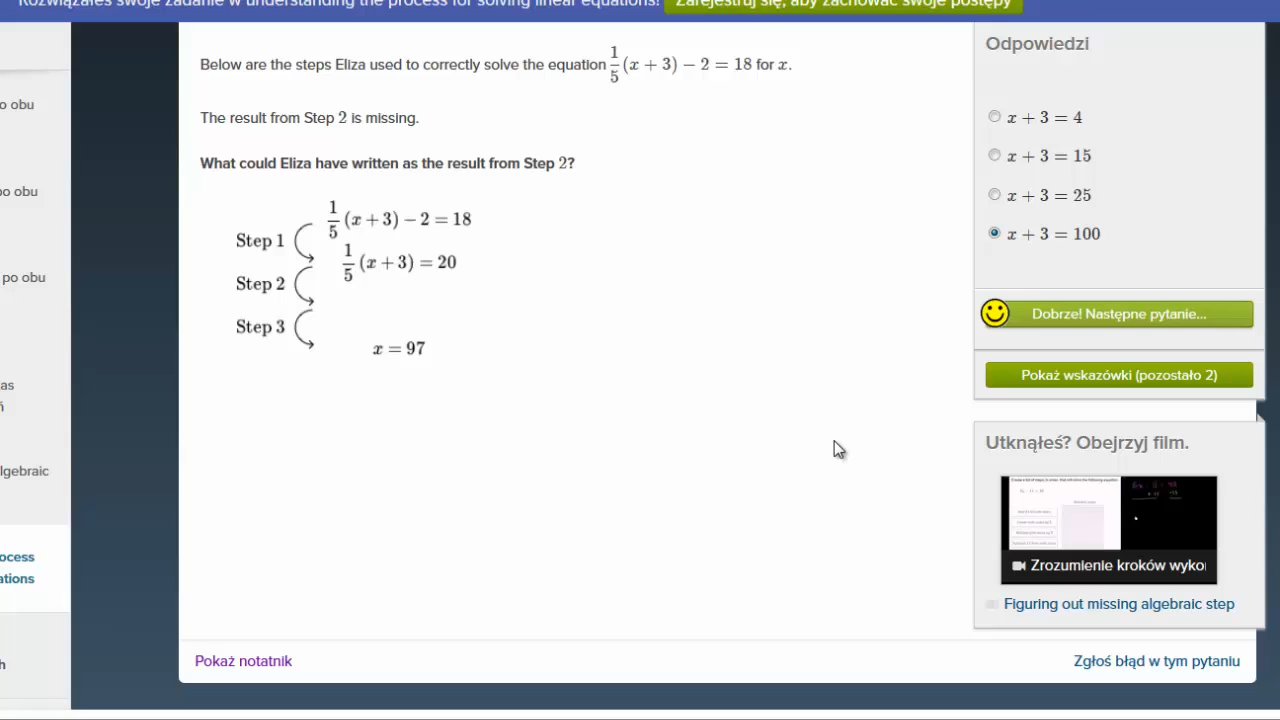 Rozwiązałeś swoje zadanie w understanding the process for solving linear equations! Zarejestruj się, aby zachować swoje postępy
Below are the steps Eliza used to correctly solve the equation 1/5 (x + 3) − 2 = 18 for x.
The result from Step 2 is missing.
What could Eliza have written as the result from Step 2?
1/5 (x + 3) − 2 = 18
Step 1
1/5 (x + 3) = 20
Step 2
Step 3
x = 97
Odpowiedzi
x + 3 = 4
x + 3 = 15
x + 3 = 25
x + 3 = 100
Dobrze! Następne pytanie...
Pokaż wskazówki (pozostało 2)
Utknąłeś? Obejrzyj film.
Zrozumienie kroków wyko
Figuring out missing algebraic step
Pokaż notatnik
Zgłoś błąd w tym pytaniu
o obu
po obu
po obu
as
ń
lgebraic
ocess
ations
h